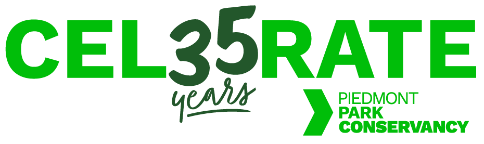 CEL35RATE
years
PIEDMONT
PARK
CONSERVANCY